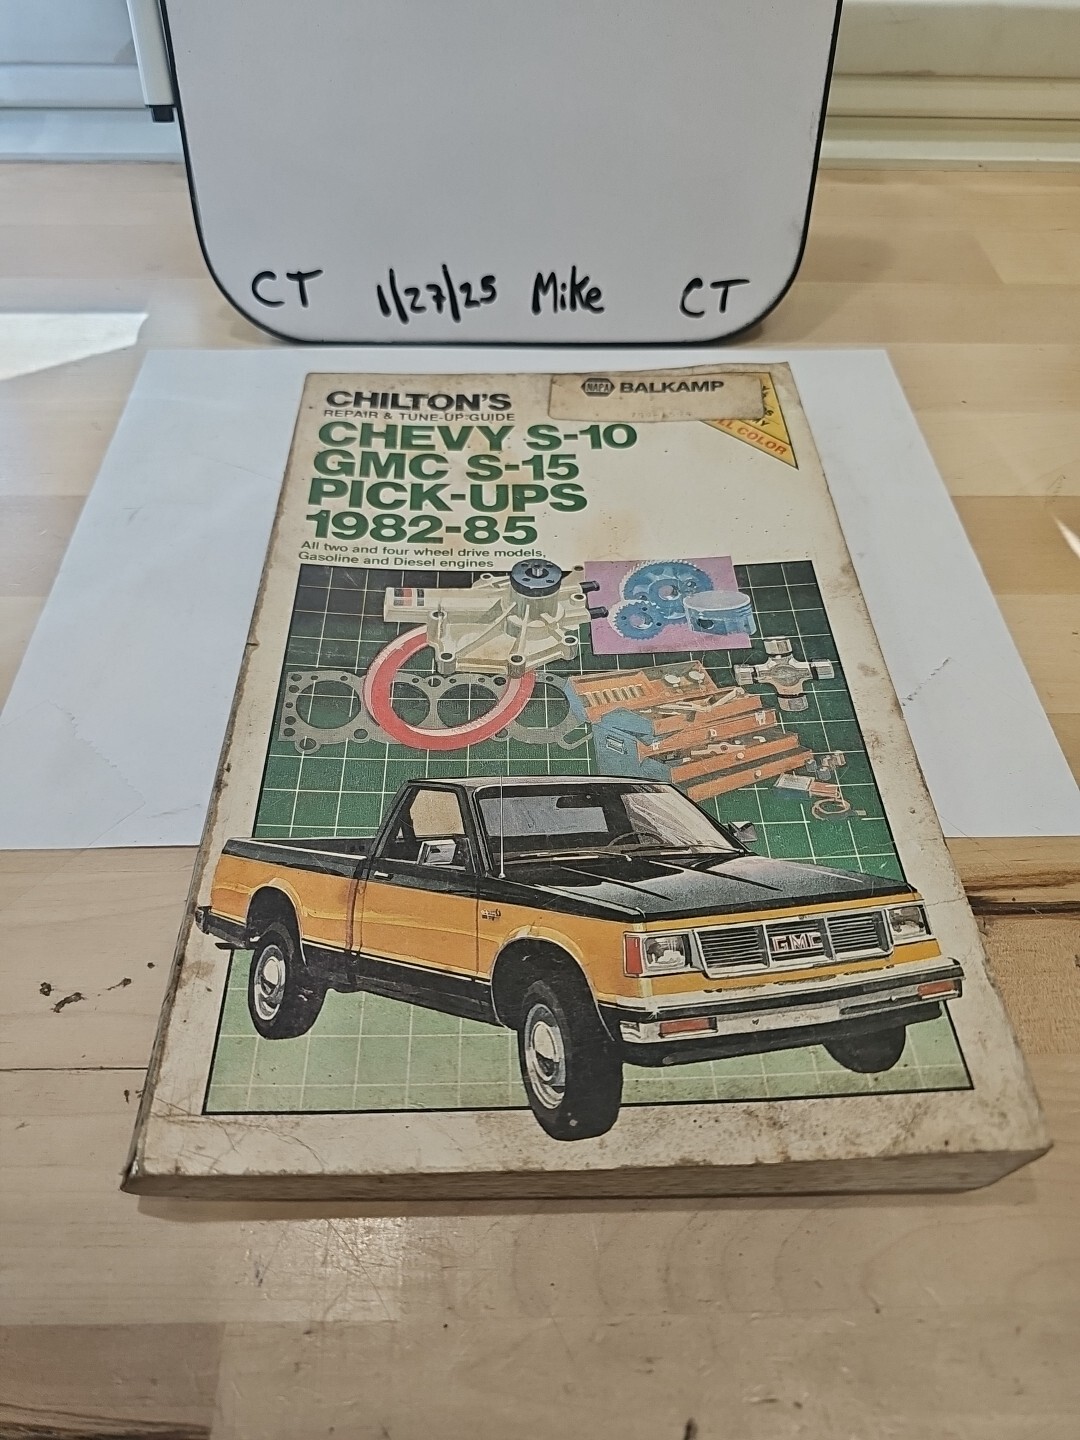 CT 1/27/25 Mike CT
CHILTON'S
REPAIR & TUNE-UP GUIDE
NAPA BALKAMP
CHEVY S-10
GMC S-15
PICK-UPS
1982-85
All two and four wheel drive models,
Gasoline and Diesel engines
COLOR
GMC